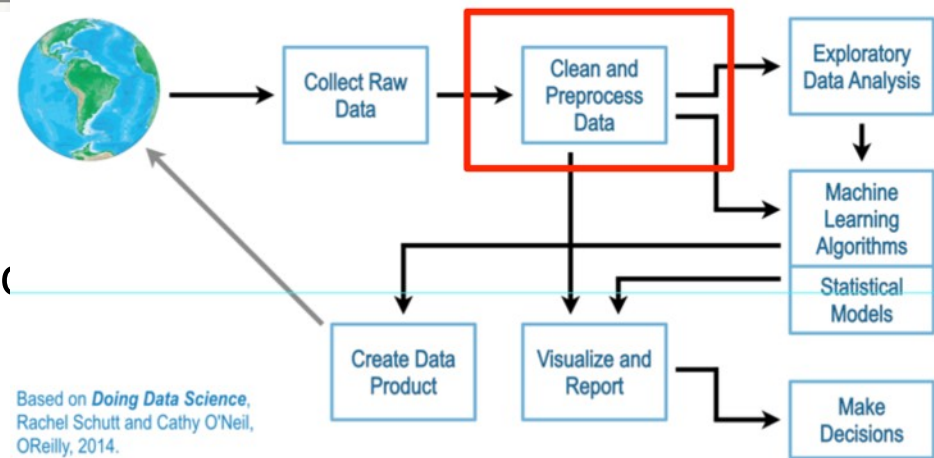 Collect Raw
Data
Clean and
Preprocess
Data
Exploratory
Data Analysis
Machine
Learning
Algorithms
Statistical
Models
Create Data
Product
Visualize and
Report
Make
Decisions
Based on Doing Data Science,
Rachel Schutt and Cathy O'Neil,
OReilly, 2014.